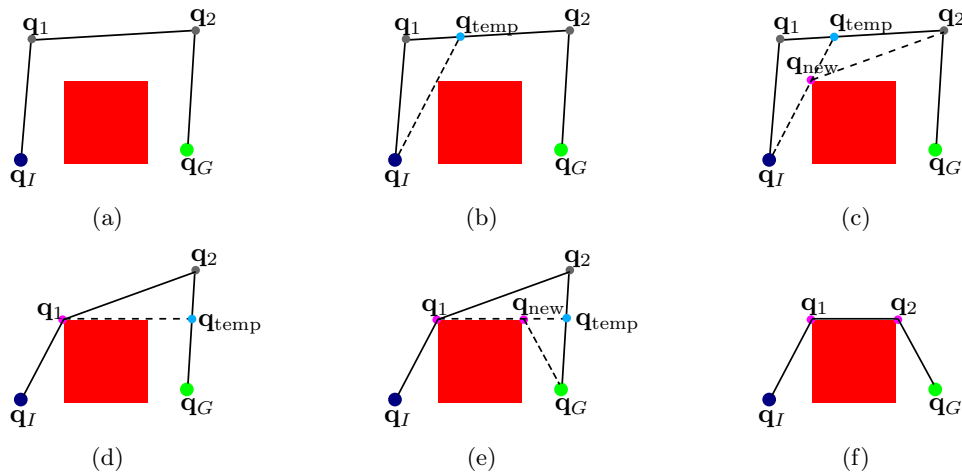 q1 q2
qI qG
(a)
q1 qtemp q2
qI qG
(b)
q1 qtemp q2
qnew
qI qG
(c)
q2
q1
qtemp
qI qG
(d)
q2
q1 qnew
qtemp
qI qG
(e)
q1 q2
qI qG
(f)